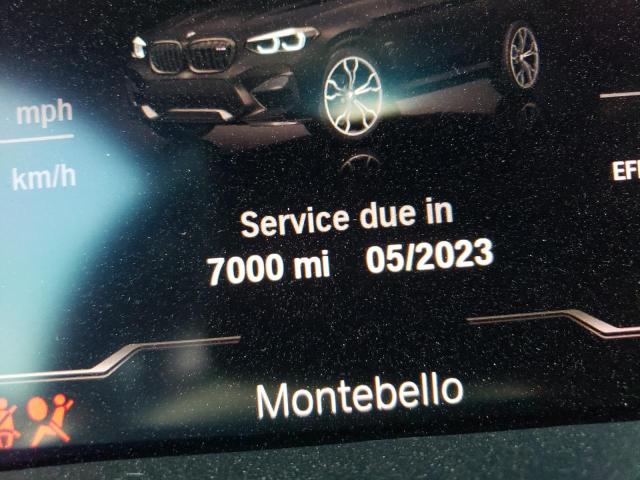 mph
km/h
Service due in
7000 mi 05/2023
Montebello